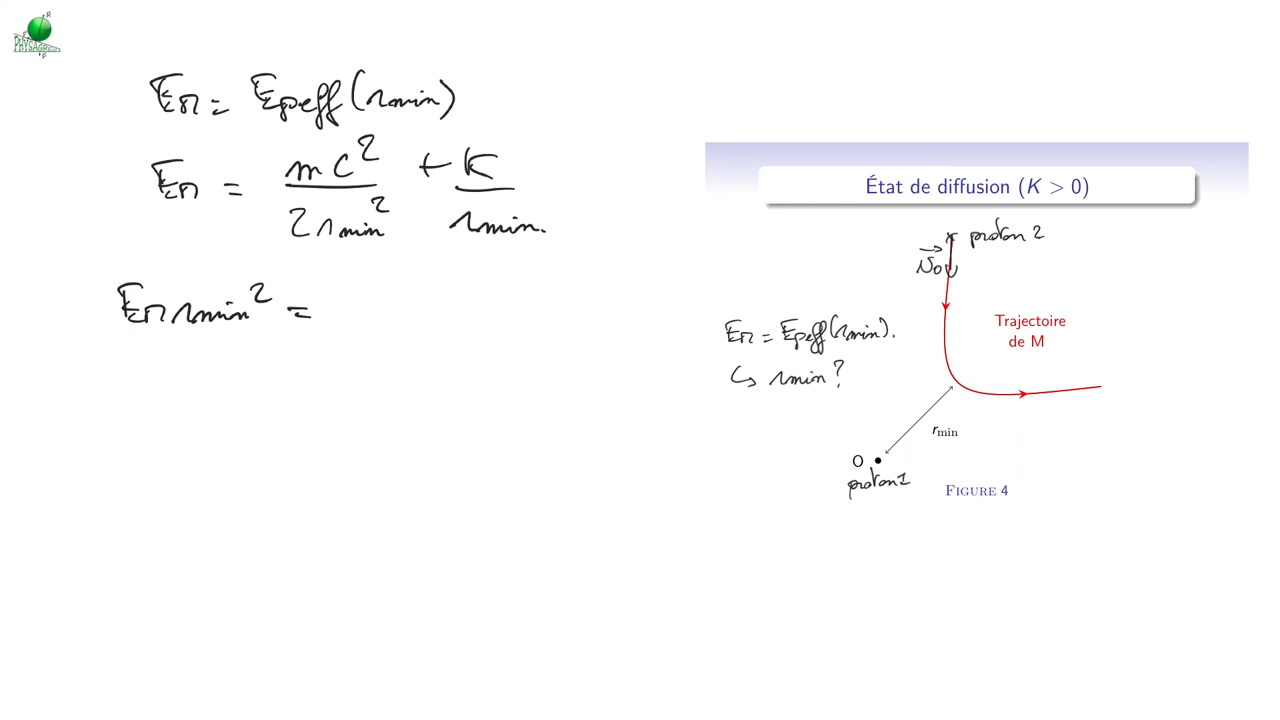 PHYSAGREG
Em = Epeff(rmin)
Em = mC²/2rmin² + K/rmin.
Em rmin² =
État de diffusion (K > 0)
proton 2
v₀
Trajectoire
de M
Em = Epeff(rmin).
↳ rmin?
rmin
O
proton 1
Figure 4